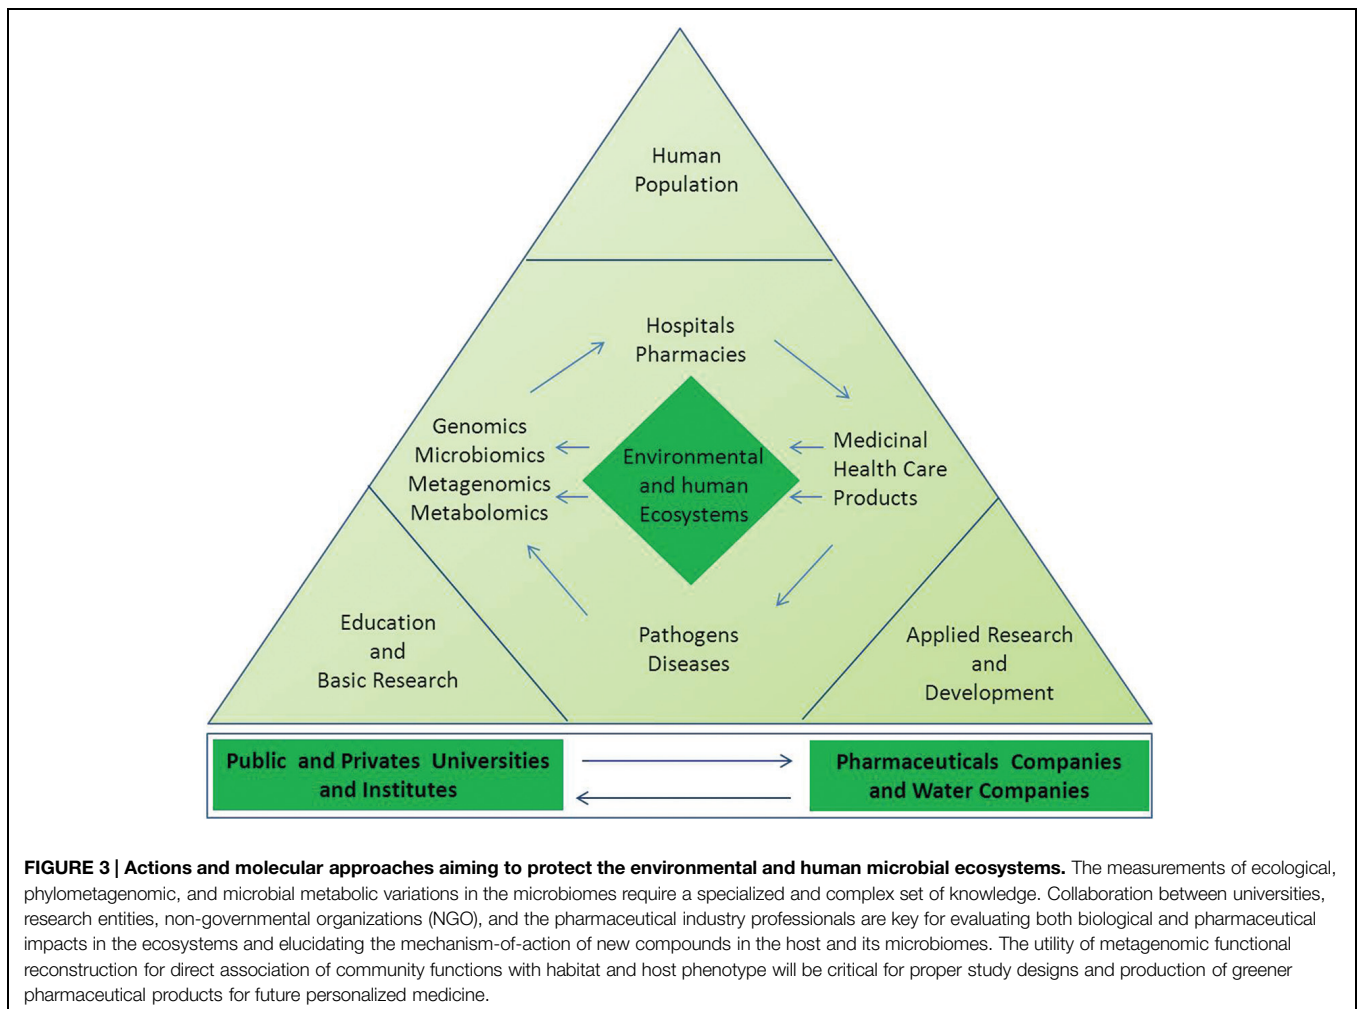 Human
Population
Hospitals
Pharmacies
Genomics
Microbiomics
Metagenomics
Metabolomics
Environmental
and human
Ecosystems
Medicinal
Health Care
Products
Education
and
Basic Research
Pathogens
Diseases
Applied Research
and
Development
Public and Privates Universities
and Institutes
Pharmaceuticals Companies
and Water Companies
FIGURE 3 | Actions and molecular approaches aiming to protect the environmental and human microbial ecosystems. The measurements of ecological,
phylometagenomic, and microbial metabolic variations in the microbiomes require a specialized and complex set of knowledge. Collaboration between universities,
research entities, non-governmental organizations (NGO), and the pharmaceutical industry professionals are key for evaluating both biological and pharmaceutical
impacts in the ecosystems and elucidating the mechanism-of-action of new compounds in the host and its microbiomes. The utility of metagenomic functional
reconstruction for direct association of community functions with habitat and host phenotype will be critical for proper study designs and production of greener
pharmaceutical products for future personalized medicine.